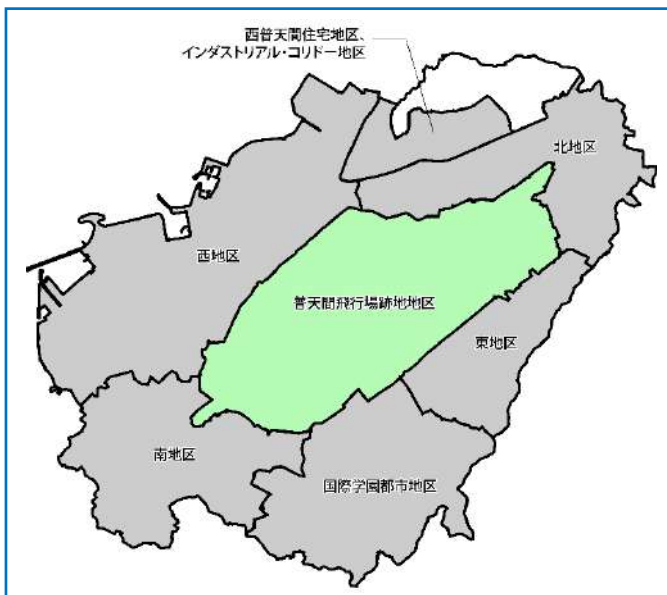 西普天間住宅地区、
インダストリアル・コリドー地区
北地区
西地区
普天間飛行場跡地地区
東地区
南地区
国際学園都市地区